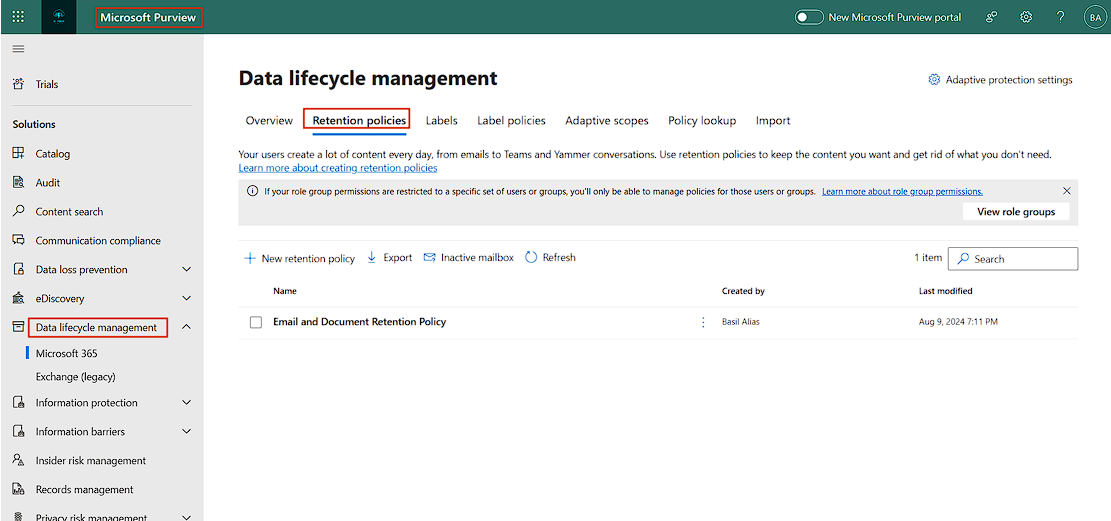 Microsoft Purview
New Microsoft Purview portal
?
BA
Trials
Solutions
Catalog
Audit
Content search
Communication compliance
Data loss prevention
eDiscovery
Data lifecycle management
Microsoft 365
Exchange (legacy)
Information protection
Information barriers
Insider risk management
Records management
Privacy risk management
Data lifecycle management
Adaptive protection settings
Overview Retention policies Labels Label policies Adaptive scopes Policy lookup Import
Your users create a lot of content every day, from emails to Teams and Yammer conversations. Use retention policies to keep the content you want and get rid of what you don't need.
Learn more about creating retention policies
If your role group permissions are restricted to a specific set of users or groups, you'll only be able to manage policies for those users or groups. Learn more about role group permissions.
View role groups
New retention policy Export Inactive mailbox Refresh 1 item Search
Name Created by Last modified
Email and Document Retention Policy Basil Alias Aug 9, 2024 7:11 PM